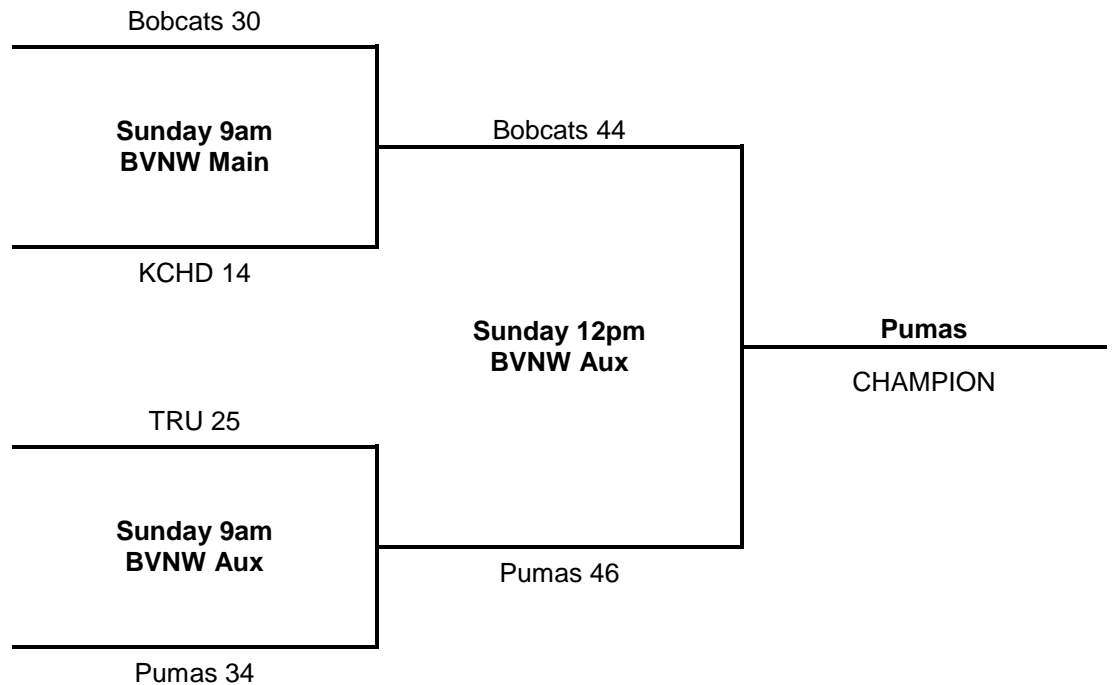 Bobcats 30
Sunday 9am
BVNW Main
Bobcats 44
KCHD 14
Sunday 12pm
BVNW Aux
Pumas
CHAMPION
TRU 25
Sunday 9am
BVNW Aux
Pumas 46
Pumas 34